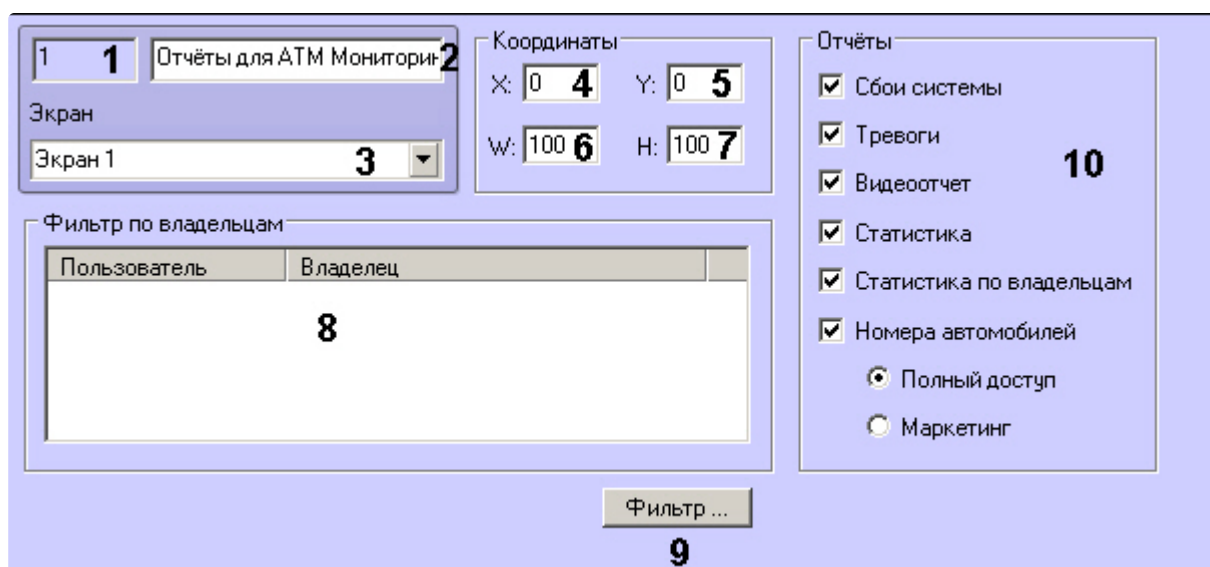 1 1 Отчёты для АТМ Мониторин 2
Экран
Экран 1 3
Координаты
X: 0 4 Y: 0 5
W: 100 6 H: 100 7
Фильтр по владельцам
Пользователь Владелец
8
Фильтр ...
9
Отчёты
Сбои системы
Тревоги
10
Видеоотчет
Статистика
Статистика по владельцам
Номера автомобилей
Полный доступ
Маркетинг